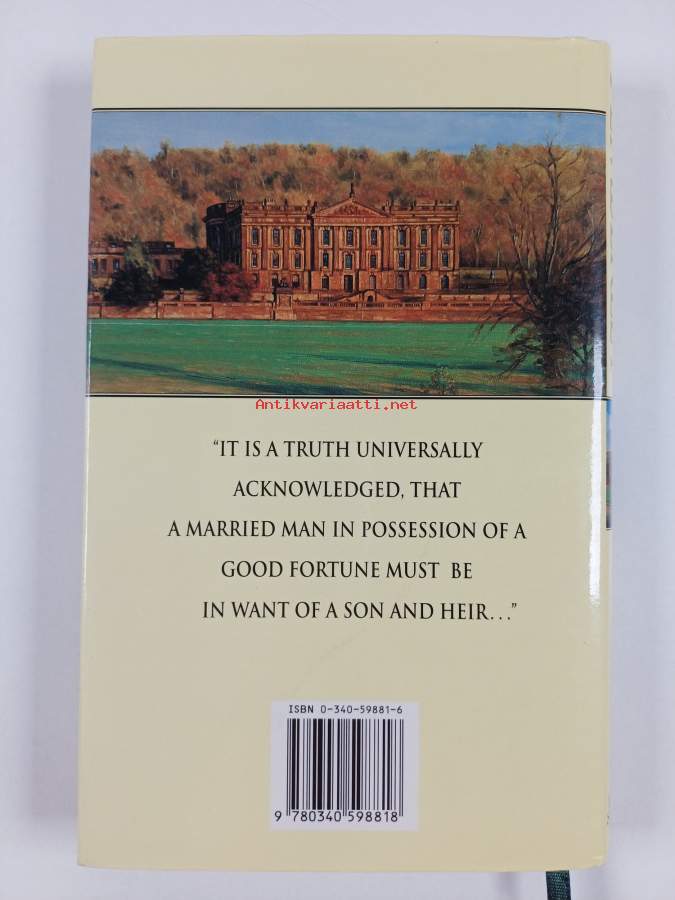 Antikvariaatti.net
“IT IS A TRUTH UNIVERSALLY
ACKNOWLEDGED, THAT
A MARRIED MAN IN POSSESSION OF A
GOOD FORTUNE MUST BE
IN WANT OF A SON AND HEIR...”
ISBN 0-340-59881-6
9 780340 598818